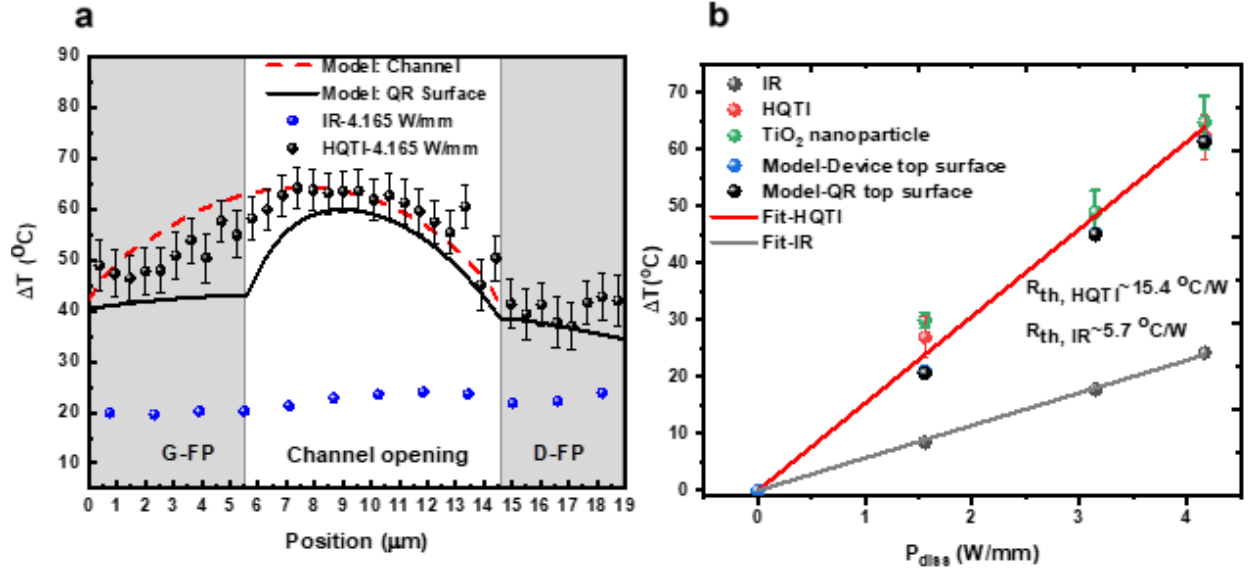 a
90
80
70
60
50
40
30
20
10
ΔT (°C)
Model: Channel
Model: QR Surface
IR-4.165 W/mm
HQTI-4.165 W/mm
G-FP
Channel opening
D-FP
0 1 2 3 4 5 6 7 8 9 10 11 12 13 14 15 16 17 18 19
Position (μm)
b
70
60
50
40
30
20
10
0
ΔT(°C)
IR
HQTI
TiO₂ nanoparticle
Model-Device top surface
Model-QR top surface
Fit-HQTI
Fit-IR
Rth, HQTI~15.4 °C/W
Rth, IR~5.7 °C/W
0 1 2 3 4
Pdiss (W/mm)